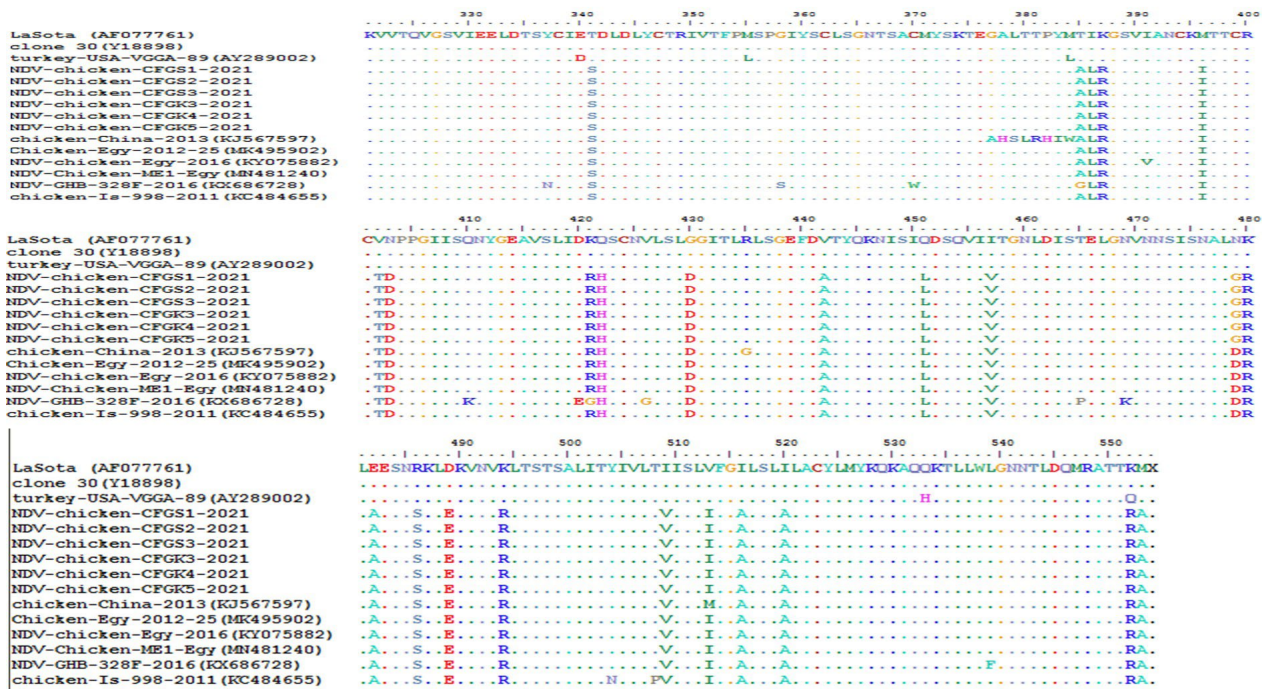 330 340 350 360 370 380 390 400
LaSota (AF077761) KVVTQVGSVIEELDTSYCIETDLDLYCTRIVTFPMSPGIYSCLSGNTSACMYSKTEGALTTPYMTIKGSVIANCKMTTCR
clone 30(Y18898) ................................................................................
turkey-USA-VGGA-89(AY289002) ...................D..............L............................L................
NDV-chicken-CFGS1-2021 ....................S...........................................ALR........I....
NDV-chicken-CFGS2-2021 ....................S...........................................ALR........I....
NDV-chicken-CFGS3-2021 ....................S...........................................ALR........I....
NDV-chicken-CFGK3-2021 ....................S...........................................ALR........I....
NDV-chicken-CFGK4-2021 ....................S...........................................ALR........I....
NDV-chicken-CFGK5-2021 ....................S...........................................ALR........I....
chicken-China-2013(KJ567597) ....................S...................................AHSLRHIWALR........I....
Chicken-Egy-2012-25(MK495902) ....................S...........................................ALR........I....
NDV-chicken-Egy-2016(KY075882) ....................S...........................................ALR...V....I....
NDV-Chicken-ME1-Egy(MN481240) ....................S...........................................ALR........I....
NDV-GHB-328F-2016(KX686728) ................N...S................S...........W..............GLR........I....
chicken-Is-998-2011(KC484655) ....................S...........................................ALR........I....
410 420 430 440 450 460 470 480
LaSota (AF077761) CVNPPGIISQNYGEAVSLIDKQSCNVLSLGGITLRLSGEFDVTYQKNISIQDSQVIITGNLDISTELGNVNNSISNALNK
clone 30(Y18898) ................................................................................
turkey-USA-VGGA-89(AY289002) ................................................................................
NDV-chicken-CFGS1-2021 .TD.................RH.......D...........A........L.....V.....................GR
NDV-chicken-CFGS2-2021 .TD.................RH.......D...........A........L.....V.....................GR
NDV-chicken-CFGS3-2021 .TD.................RH.......D...........A........L.....V.....................GR
NDV-chicken-CFGK3-2021 .TD.................RH.......D...........A........L.....V.....................GR
NDV-chicken-CFGK4-2021 .TD.................RH.......D...........A........L.....V.....................GR
NDV-chicken-CFGK5-2021 .TD.................RH.......D...........A........L.....V.....................GR
chicken-China-2013(KJ567597) .TD.................RH.......D....G......A........L.....V.....................DR
Chicken-Egy-2012-25(MK495902) .TD.................RH.......D...........A........L.....V.....................DR
NDV-chicken-Egy-2016(KY075882) .TD.................RH.......D...........A........L.....V.....................DR
NDV-Chicken-ME1-Egy(MN481240) .TD.................RH.......D...........A........L.....V.....................DR
NDV-GHB-328F-2016(KX686728) .TD......K.........EGH...G...D...........A........L.....V.......P...K.........DR
chicken-Is-998-2011(KC484655) .TD.................RH.......D...........A........L.....V.....................DR
490 500 510 520 530 540 550
LaSota (AF077761) LEESNRKLDKVNVKLTSTSALITYIVLTIISLVFGILSLILACYLMYKQKAQQKTLLWLGNNTLDQMRATTKMX
clone 30(Y18898) ..........................................................................
turkey-USA-VGGA-89(AY289002) ....................................................H..................Q..
NDV-chicken-CFGS1-2021 .A...S..E....R..............V...I..A...A...............................RA.
NDV-chicken-CFGS2-2021 .A...S..E....R..............V...I..A...A...............................RA.
NDV-chicken-CFGS3-2021 .A...S..E....R..............V...I..A...A...............................RA.
NDV-chicken-CFGK3-2021 .A...S..E....R..............V...I..A...A...............................RA.
NDV-chicken-CFGK4-2021 .A...S..E....R..............V...I..A...A...............................RA.
NDV-chicken-CFGK5-2021 .A...S..E....R..............V...I..A...A...............................RA.
chicken-China-2013(KJ567597) .A...S..E....R..............V...M..A...A...............................RA.
Chicken-Egy-2012-25(MK495902) .A...S..E....R..............V...I..A...A...............................RA.
NDV-chicken-Egy-2016(KY075882) .A...S..E....R..............V...I..A...A...............................RA.
NDV-Chicken-ME1-Egy(MN481240) .A...S..E....R..............V...I..A...A...............................RA.
NDV-GHB-328F-2016(KX686728) .A...S..E....R..............V...I..A...A..................F............RA.
chicken-Is-998-2011(KC484655) .A...S..E....R.........N...PV...I..A...A...............................RA.